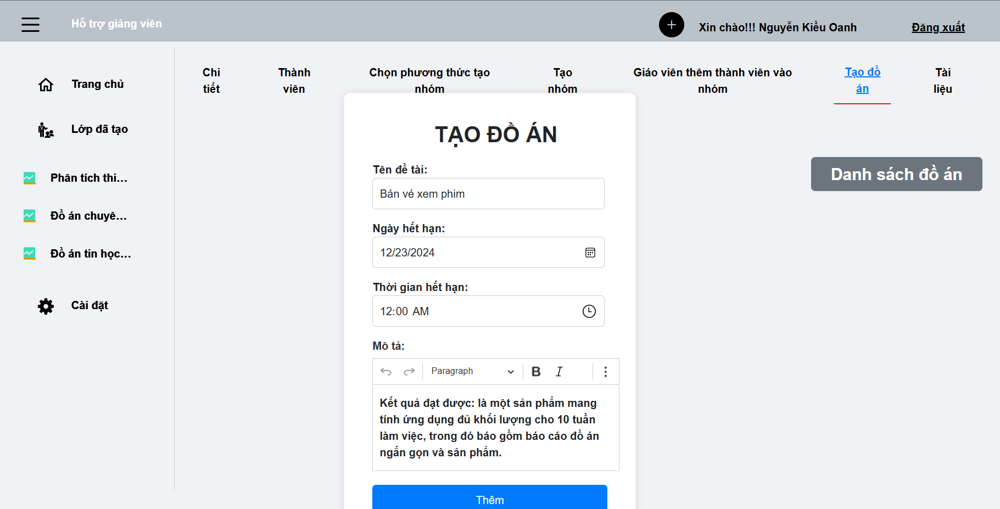 Hỗ trợ giảng viên
Xin chào!!! Nguyễn Kiều Oanh
Đăng xuất
Trang chủ
Lớp đã tạo
Phân tích thi...
Đồ án chuyê...
Đồ án tin học...
Cài đặt
Chi
tiết
Thành
viên
Chọn phương thức tạo
nhóm
Tạo
nhóm
Giáo viên thêm thành viên vào
nhóm
Tạo đồ
án
Tài
liệu
TẠO ĐỒ ÁN
Tên đề tài:
Bán vé xem phim
Ngày hết hạn:
12/23/2024
Thời gian hết hạn:
12:00 AM
Mô tả:
Paragraph
B I
Kết quả đạt được: là một sản phẩm mang
tính ứng dụng đủ khối lượng cho 10 tuần
làm việc, trong đó báo gồm báo cáo đồ án
ngắn gọn và sản phẩm.
Thêm
Danh sách đồ án